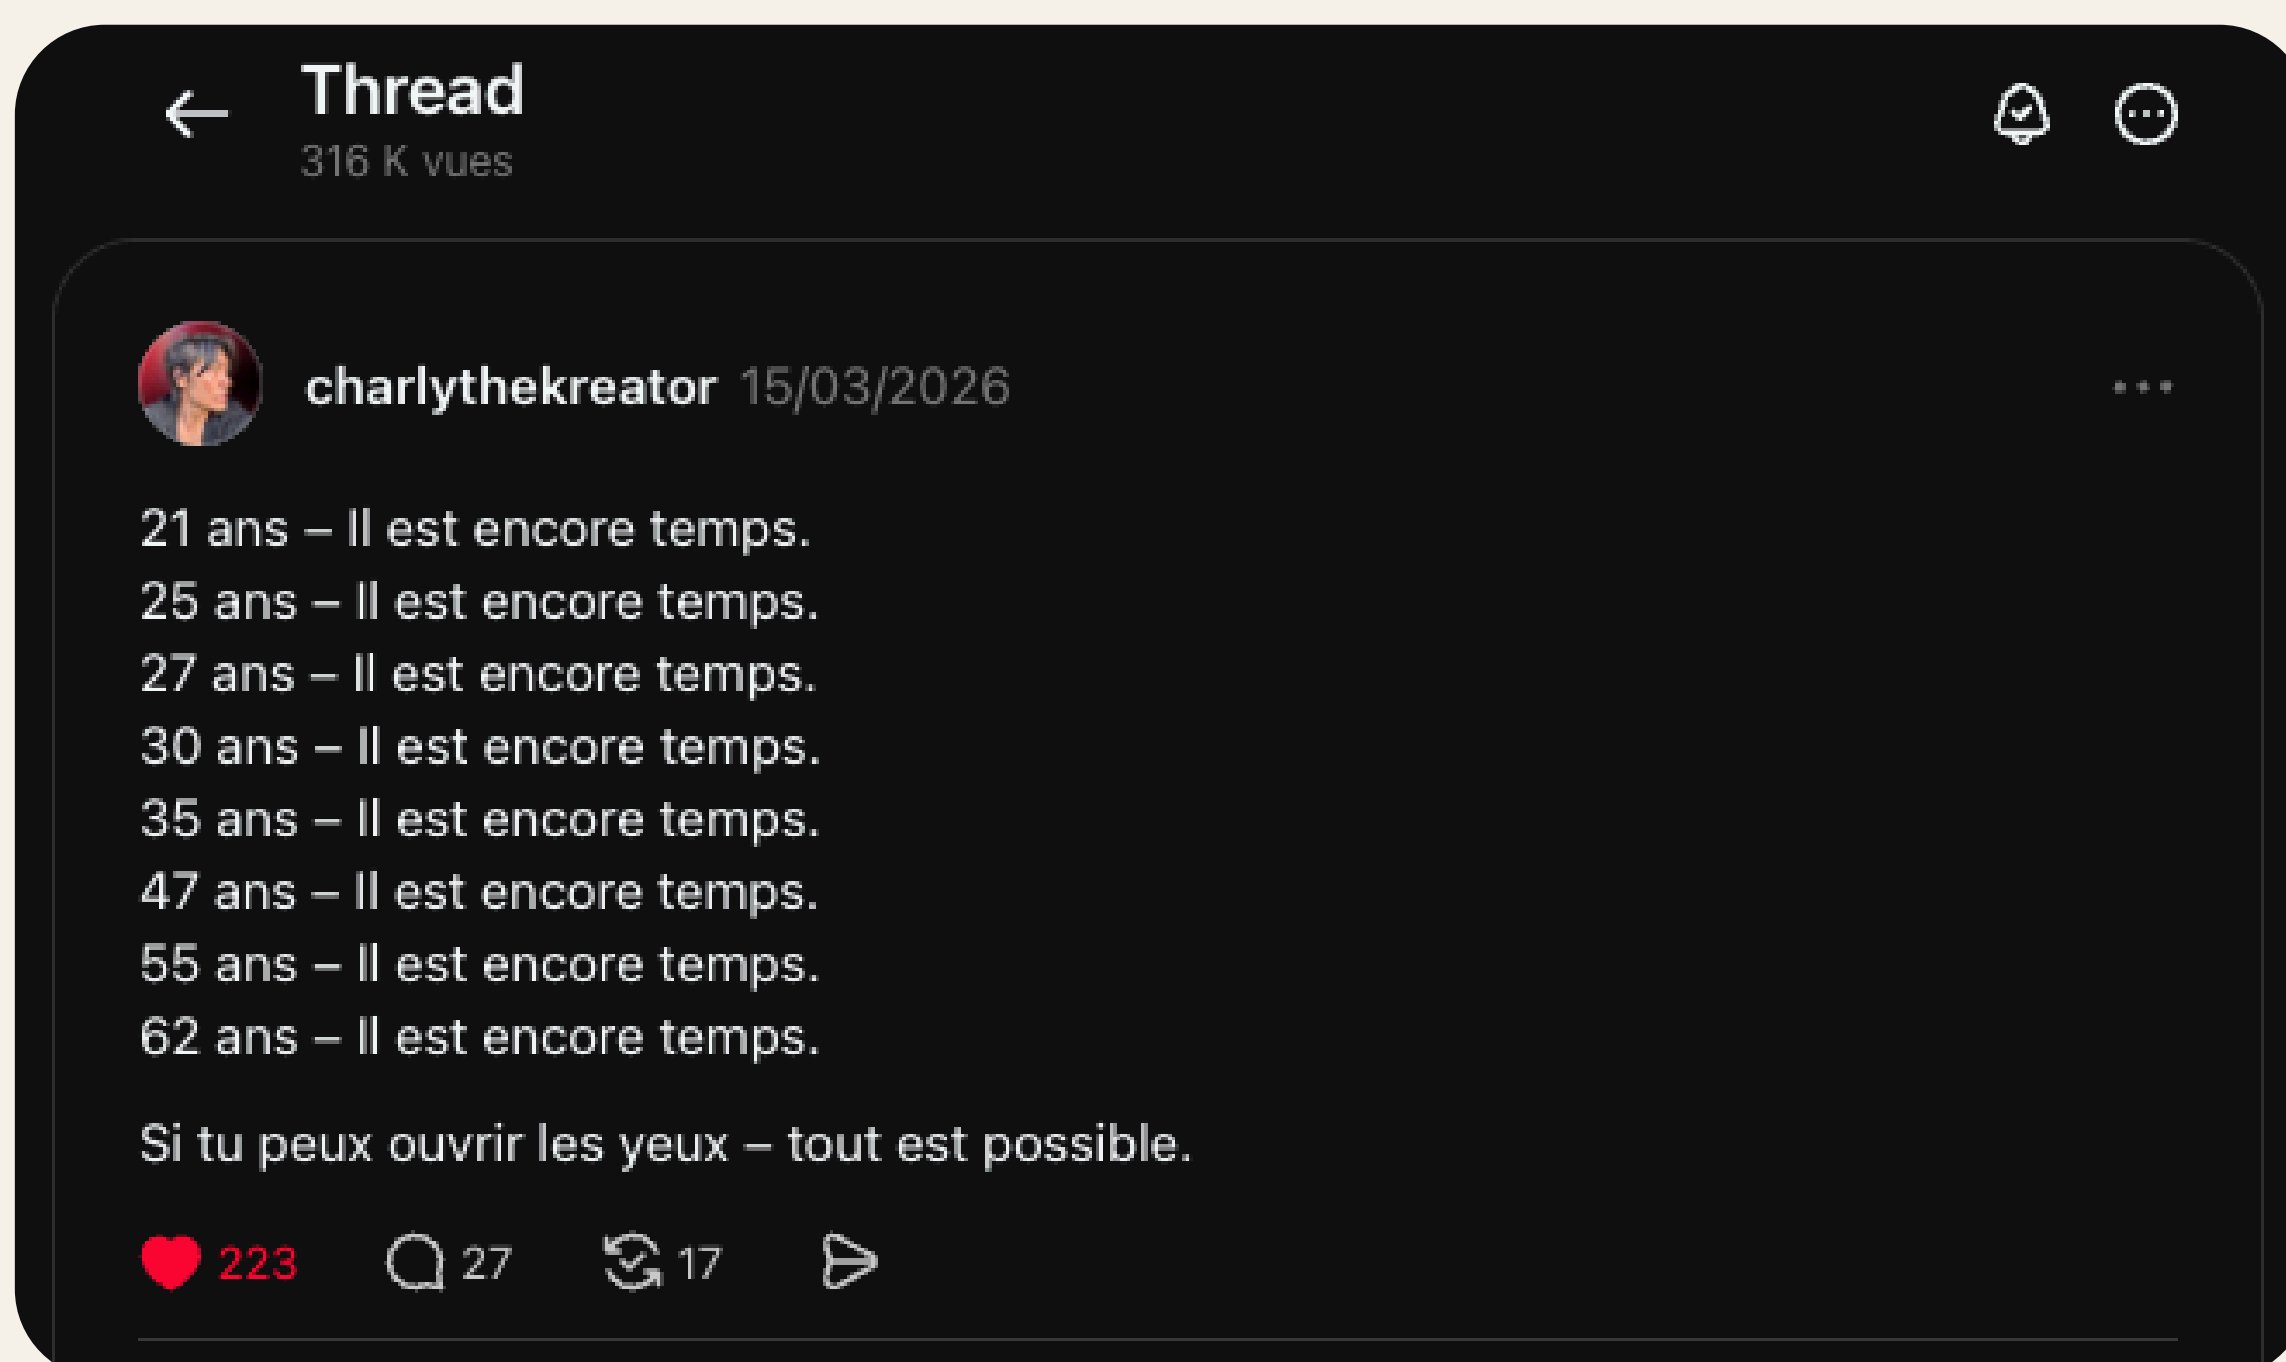 Thread
316 K vues
charlythekreator 15/03/2026
21 ans – Il est encore temps.
25 ans – Il est encore temps.
27 ans – Il est encore temps.
30 ans – Il est encore temps.
35 ans – Il est encore temps.
47 ans – Il est encore temps.
55 ans – Il est encore temps.
62 ans – Il est encore temps.
Si tu peux ouvrir les yeux – tout est possible.
223 27 17